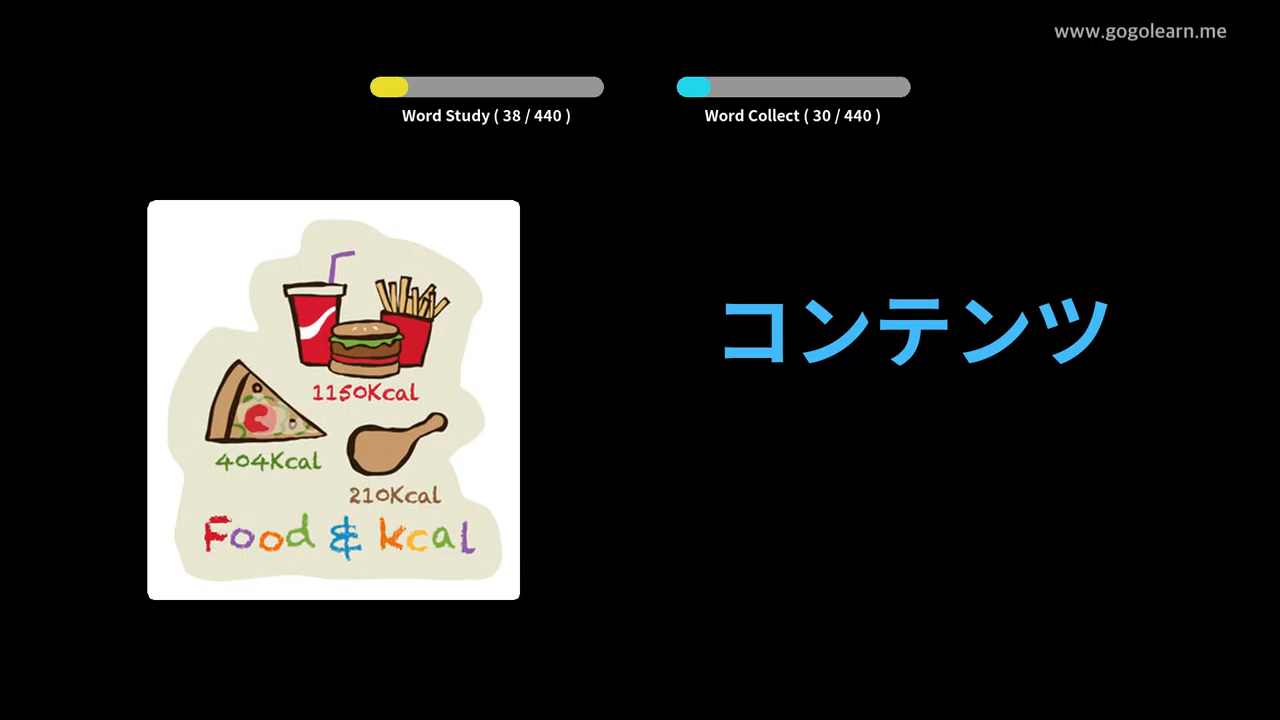 www.gogolearn.me
Word Study ( 38 / 440 )
Word Collect ( 30 / 440 )
1150Kcal
404Kcal
210Kcal
Food & kcal
コンテンツ